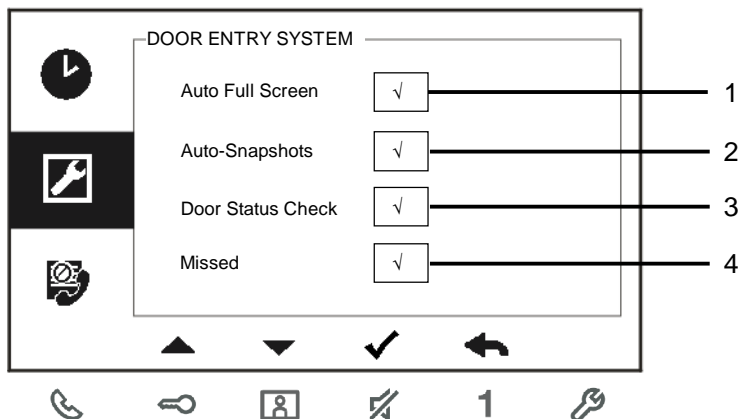 DOOR ENTRY SYSTEM
Auto Full Screen √ 1
Auto-Snapshots √ 2
Door Status Check √ 3
Missed √ 4
1